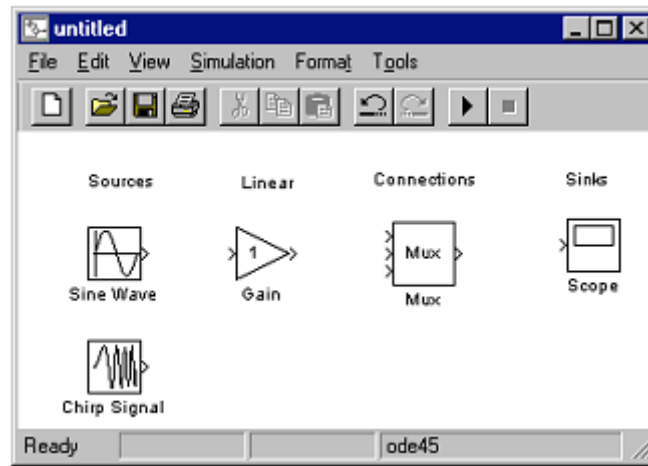 untitled
File Edit View Simulation Format Tools
Sources Linear Connections Sinks
1 Mux
Sine Wave Gain Mux Scope
Chirp Signal
Ready ode45